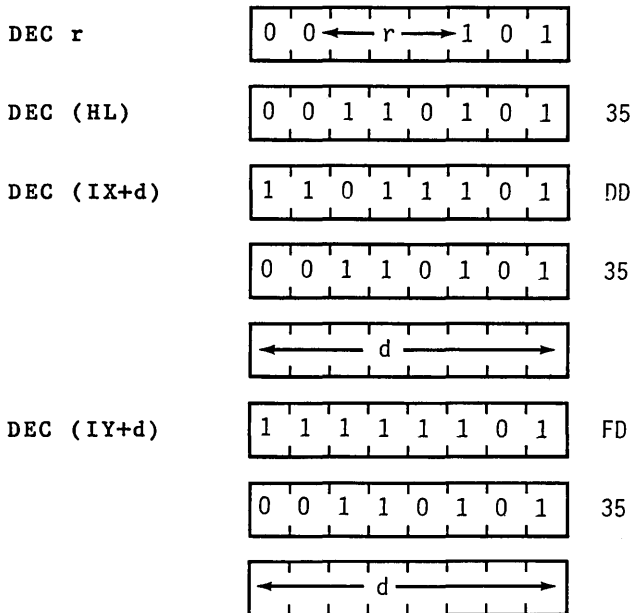 DEC r 0 0 r 1 0 1
DEC (HL) 0 0 1 1 0 1 0 1 35
DEC (IX+d) 1 1 0 1 1 1 0 1 DD
0 0 1 1 0 1 0 1 35
d
DEC (IY+d) 1 1 1 1 1 1 0 1 FD
0 0 1 1 0 1 0 1 35
d